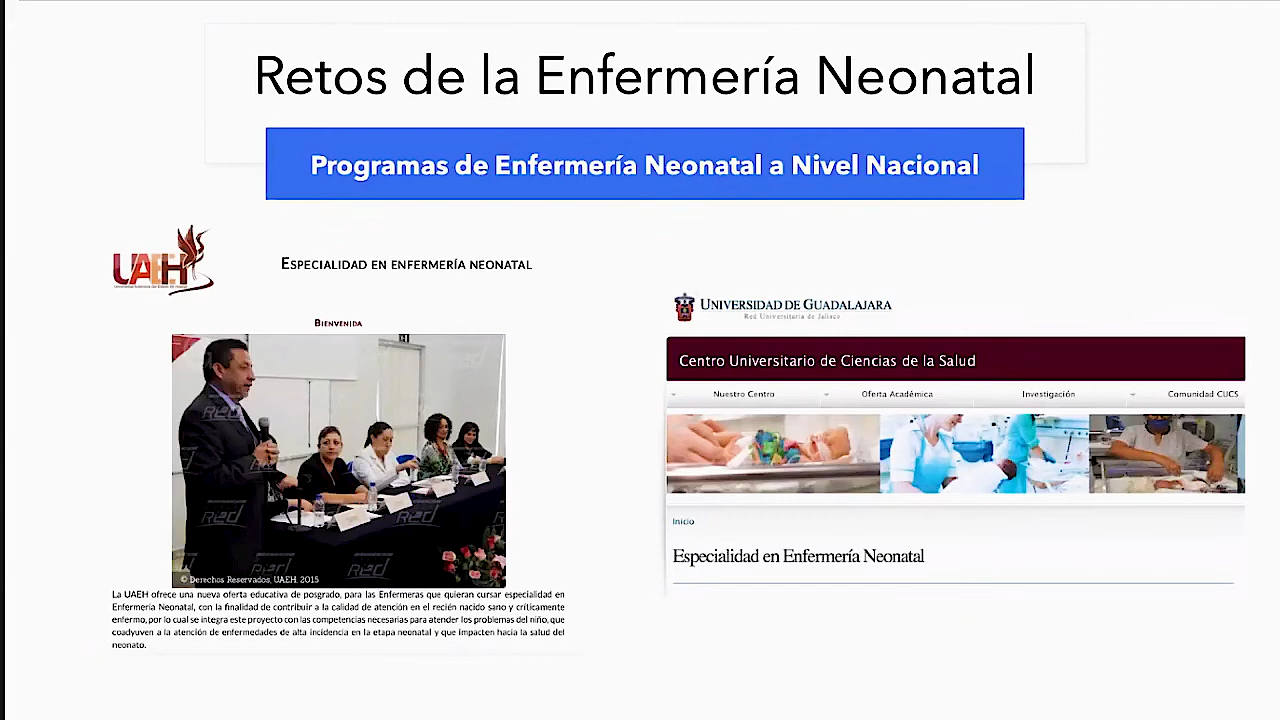 Retos de la Enfermería Neonatal
Programas de Enfermería Neonatal a Nivel Nacional
UAEH
ESPECIALIDAD EN ENFERMERÍA NEONATAL
BIENVENIDA
Red
Red
Red
Red
© Derechos Reservados, UAEH, 2015
La UAEH ofrece una nueva oferta educativa de posgrado, para las Enfermeras que quieran cursar especialidad en
Enfermería Neonatal, con la finalidad de contribuir a la calidad de atención en el recién nacido sano y críticamente
enfermo, por lo cual se integra este proyecto con las competencias necesarias para atender los problemas del niño, que
coadyuven a la atención de enfermedades de alta incidencia en la etapa neonatal y que impacten hacia la salud del
neonato.
UNIVERSIDAD DE GUADALAJARA
Red Universitaria de Jalisco
Centro Universitario de Ciencias de la Salud
Nuestro Centro
Oferta Académica
Investigación
Comunidad CUCS
Inicio
Especialidad en Enfermería Neonatal